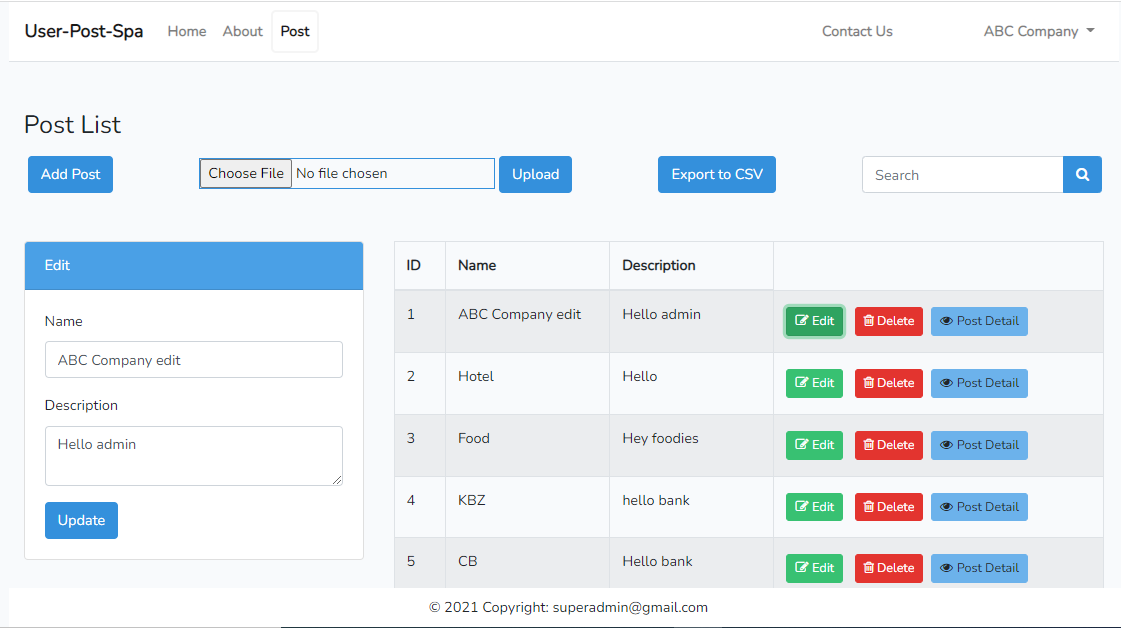 User-Post-Spa Home About Post Contact Us ABC Company
Post List
Add Post Choose File No file chosen Upload Export to CSV Search
Edit
Name
ABC Company edit
Description
Hello admin
Update
ID Name Description
1 ABC Company edit Hello admin Edit Delete Post Detail
2 Hotel Hello Edit Delete Post Detail
3 Food Hey foodies Edit Delete Post Detail
4 KBZ hello bank Edit Delete Post Detail
5 CB Hello bank Edit Delete Post Detail
© 2021 Copyright: superadmin@gmail.com